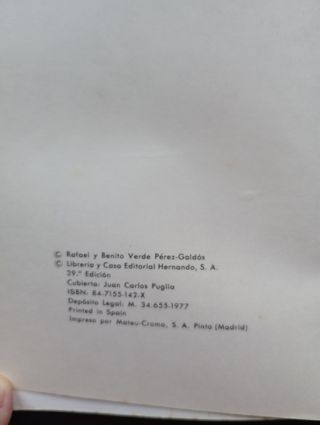 © Rafael y Benito Verde Pérez-Galdós
© Librería y Casa Editorial Hernando, S. A.
29.ª Edición
Cubierta: Juan Carlos Puglia
ISBN: 84-7155-142-X
Depósito Legal: M. 34.655-1977
Printed in Spain
Impreso por Mateu-Cromo, S. A. Pinto (Madrid)